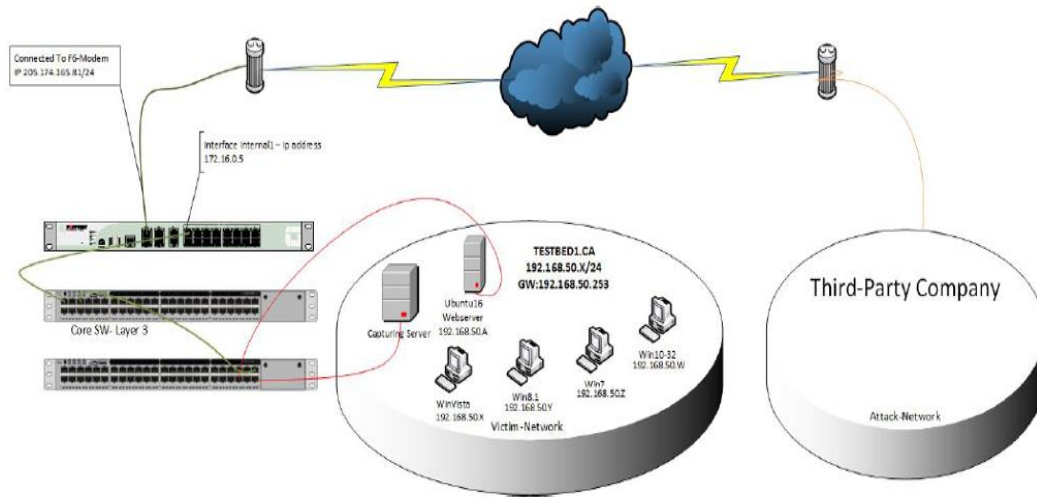 Connected To F6-Modem
IP 205.174.165.81/24
Interface Internal1 – ip address
172.16.0.5
Core SW- Layer 3
TESTBED1.CA
192.168.50.X/24
GW:192.168.50.253
Capturing Server
Ubuntu16
Webserver
192.168.50.A
WinVista
192.168.50.X
Win8.1
192.168.50.Y
Win7
192.168.50.Z
Win10-32
192.168.50.W
Victim-Network
Third-Party Company
Attack-Network